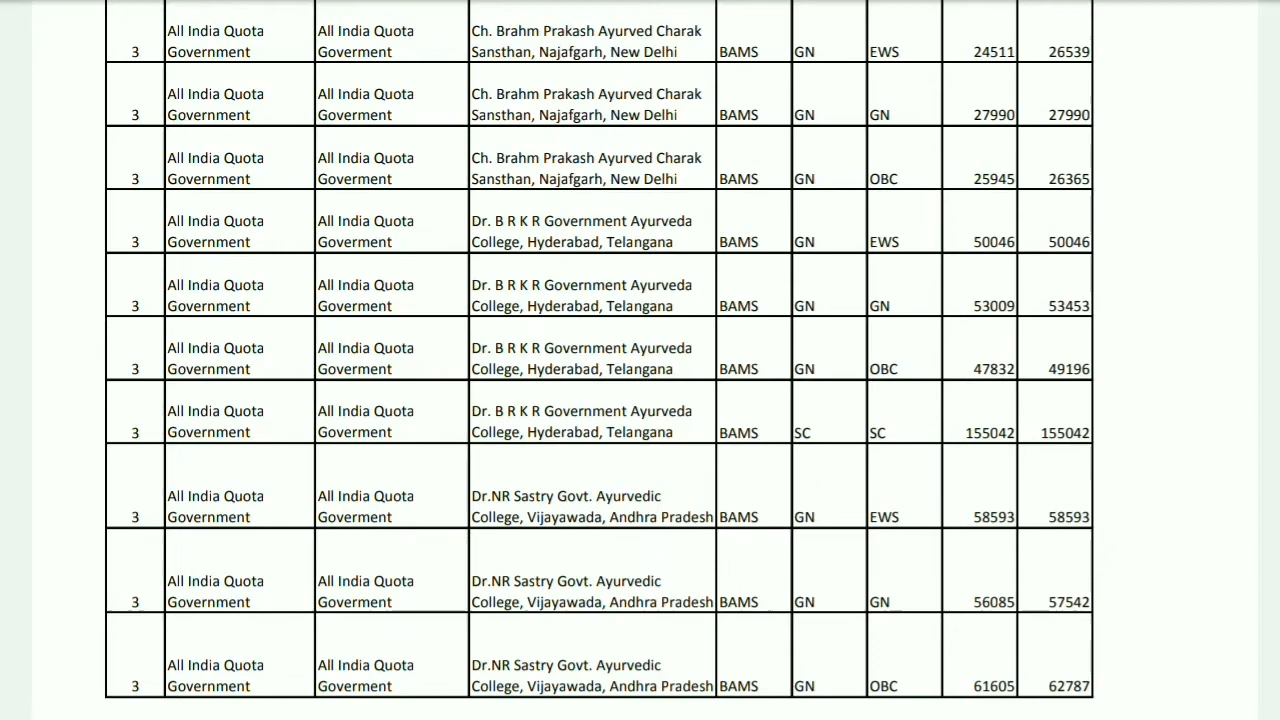 All India Quota All India Quota Ch. Brahm Prakash Ayurved Charak
3 Government Goverment Sansthan, Najafgarh, New Delhi BAMS GN EWS 24511 26539
All India Quota All India Quota Ch. Brahm Prakash Ayurved Charak
3 Government Goverment Sansthan, Najafgarh, New Delhi BAMS GN GN 27990 27990
All India Quota All India Quota Ch. Brahm Prakash Ayurved Charak
3 Government Goverment Sansthan, Najafgarh, New Delhi BAMS GN OBC 25945 26365
All India Quota All India Quota Dr. B R K R Government Ayurveda
3 Government Goverment College, Hyderabad, Telangana BAMS GN EWS 50046 50046
All India Quota All India Quota Dr. B R K R Government Ayurveda
3 Government Goverment College, Hyderabad, Telangana BAMS GN GN 53009 53453
All India Quota All India Quota Dr. B R K R Government Ayurveda
3 Government Goverment College, Hyderabad, Telangana BAMS GN OBC 47832 49196
All India Quota All India Quota Dr. B R K R Government Ayurveda
3 Government Goverment College, Hyderabad, Telangana BAMS SC SC 155042 155042
All India Quota All India Quota Dr.NR Sastry Govt. Ayurvedic
3 Government Goverment College, Vijayawada, Andhra Pradesh BAMS GN EWS 58593 58593
All India Quota All India Quota Dr.NR Sastry Govt. Ayurvedic
3 Government Goverment College, Vijayawada, Andhra Pradesh BAMS GN GN 56085 57542
All India Quota All India Quota Dr.NR Sastry Govt. Ayurvedic
3 Government Goverment College, Vijayawada, Andhra Pradesh BAMS GN OBC 61605 62787